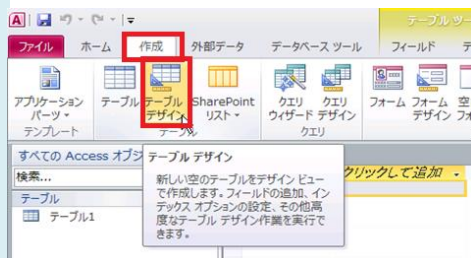 テーブル ツー
ファイル ホーム 作成 外部データ データベース ツール フィールド
アプリケーション パーツ テーブル テーブル デザイン SharePoint リスト クエリ ウィザード クエリ デザイン フォーム フォーム デザイン
テンプレート テーブル クエリ
すべての Access オブジ
検索...
テーブル
テーブル1
クリックして追加
テーブル デザイン
新しい空のテーブルをデザイン ビュー
で作成します。フィールドの追加、イン
デックス オプションの設定、その他高
度なテーブル デザイン作業を実行で
きます。